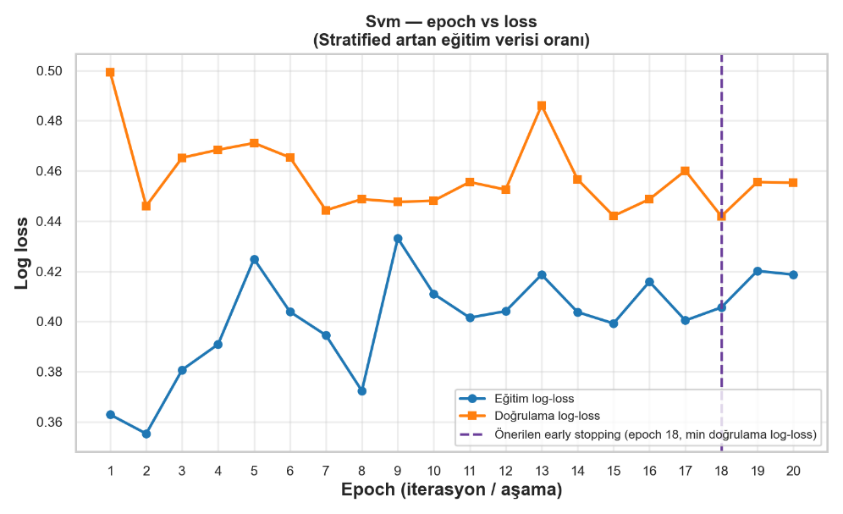 Svm — epoch vs loss
(Stratified artan eğitim verisi oranı)
Log loss
0.50
0.48
0.46
0.44
0.42
0.40
0.38
0.36
Eğitim log-loss
Doğrulama log-loss
Önerilen early stopping (epoch 18, min doğrulama log-loss)
1 2 3 4 5 6 7 8 9 10 11 12 13 14 15 16 17 18 19 20
Epoch (iterasyon / aşama)